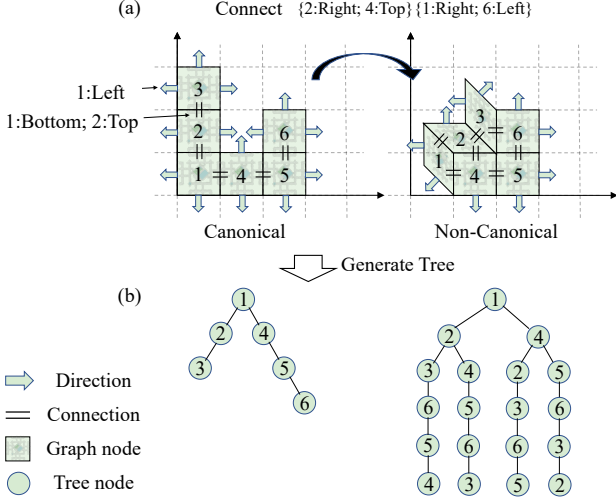 (a) Connect {2:Right; 4:Top}{1:Right; 6:Left}
1:Left
1:Bottom; 2:Top
3
2 6
1 4 5
3
2 6
1 4 5
Canonical Non-Canonical
Generate Tree
(b)
1
2 4
3 5
6
1
2 4
3 4 2 5
6 5 3 6
5 6 6 3
4 3 5 2
Direction
Connection
Graph node
Tree node